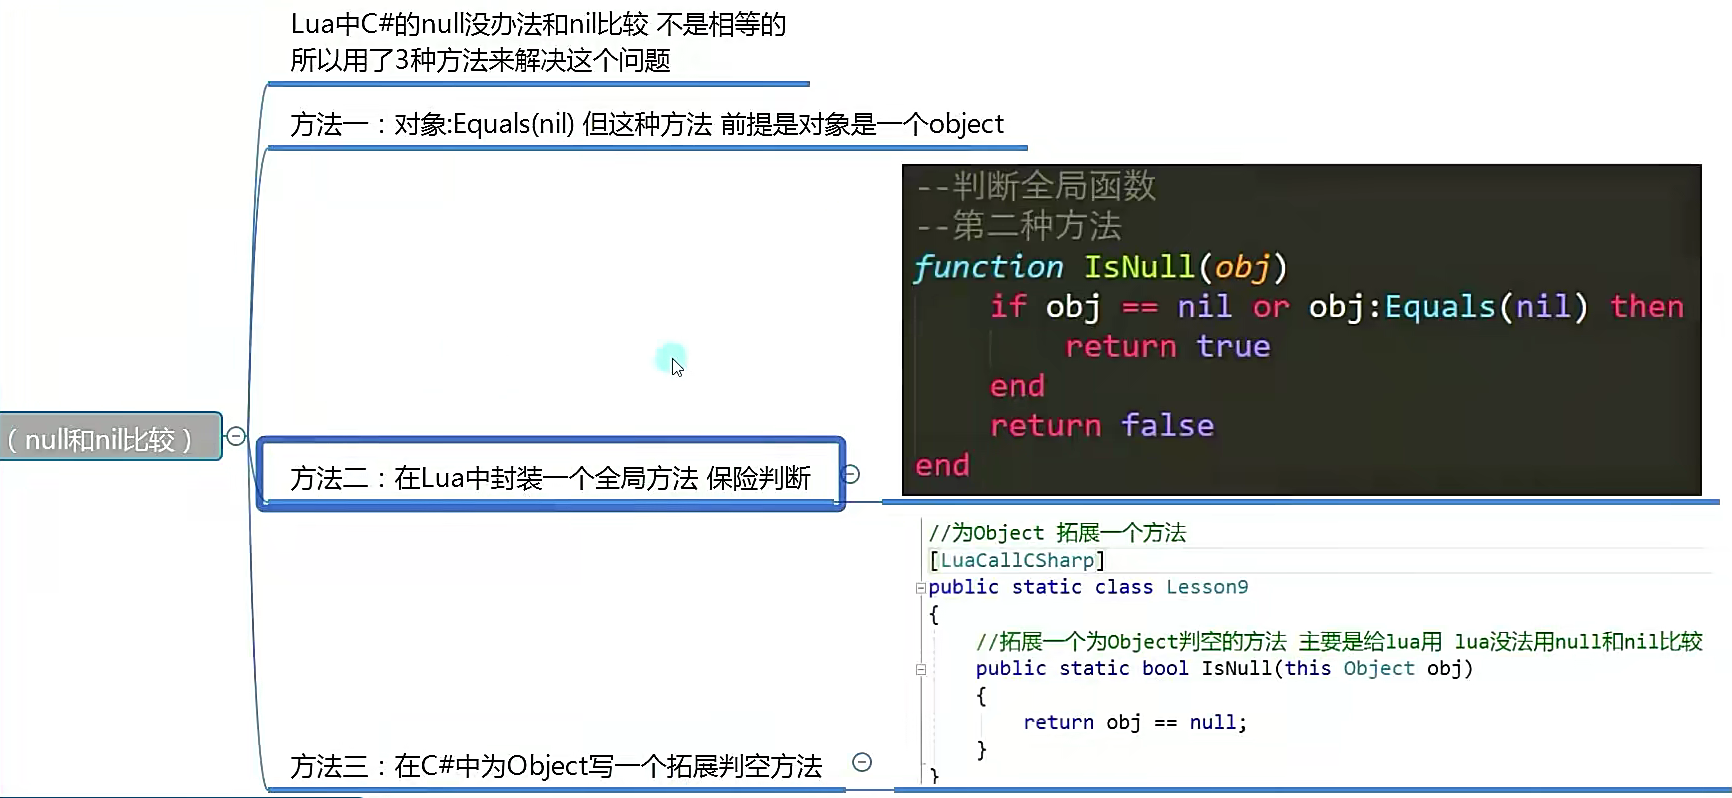 Lua中C#的null没办法和nil比较 不是相等的
所以用了3种方法来解决这个问题
方法一：对象:Equals(nil) 但这种方法 前提是对象是一个object
--判断全局函数
--第二种方法
function IsNull(obj)
    if obj == nil or obj:Equals(nil) then
        return true
    end
    return false
end
（null和nil比较）
方法二：在Lua中封装一个全局方法 保险判断
//为Object 拓展一个方法
[LuaCallCSharp]
public static class Lesson9
{
    //拓展一个为Object判空的方法 主要是给lua用 lua没法用null和nil比较
    public static bool IsNull(this Object obj)
    {
        return obj == null;
    }
}
方法三：在C#中为Object写一个拓展判空方法